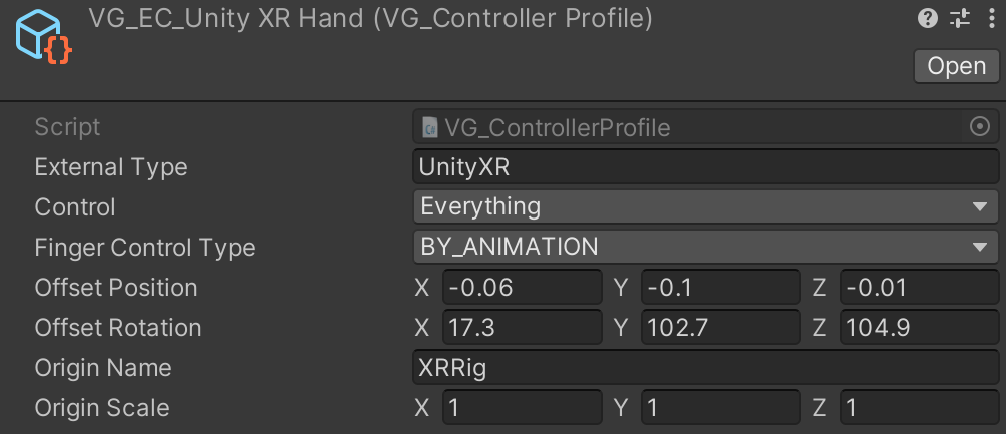 VG_EC_Unity XR Hand (VG_Controller Profile)
Open
Script VG_ControllerProfile
External Type UnityXR
Control Everything
Finger Control Type BY_ANIMATION
Offset Position X -0.06 Y -0.1 Z -0.01
Offset Rotation X 17.3 Y 102.7 Z 104.9
Origin Name XRRig
Origin Scale X 1 Y 1 Z 1